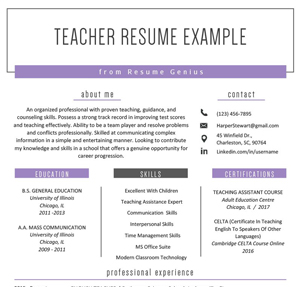 TEACHER RESUME EXAMPLE
from Resume Genius
about me
An organized professional with proven teaching, guidance, and
counseling skills. Possess a strong track record in improving test scores
and teaching effectively. Ability to be a team player and resolve problems
and conflicts professionally. Skilled at communicating complex
information in a simple and entertaining manner. Looking to contribute
my knowledge and skills in a school that offers a genuine opportunity for
career progression.
contact
(123) 456-7895
HarperStewart@gmail.com
45 Winfield Dr.,
Charleston, SC, 90764
Linkedin.com/in/username
EDUCATION
B.S. GENERAL EDUCATION
University of Illinois
Chicago, IL
2011 -2013
A.A. MASS COMMUNICATION
University of Illinois
Chicago, IL
2009 - 2011
SKILLS
Excellent With Children
Teaching Assistance Expert
Communication Skills
Interpersonal Skills
Time Management Skills
MS Office Suite
Modern Classroom Technology
CERTIFICATIONS
TEACHING ASSISTANT COURSE
Adult Education Centre
Chicago, IL / 2017
CELTA (Certificate In Teaching
English To Speakers Of Other
Languages)
Cambridge CELTA Course Online
2016
professional experience